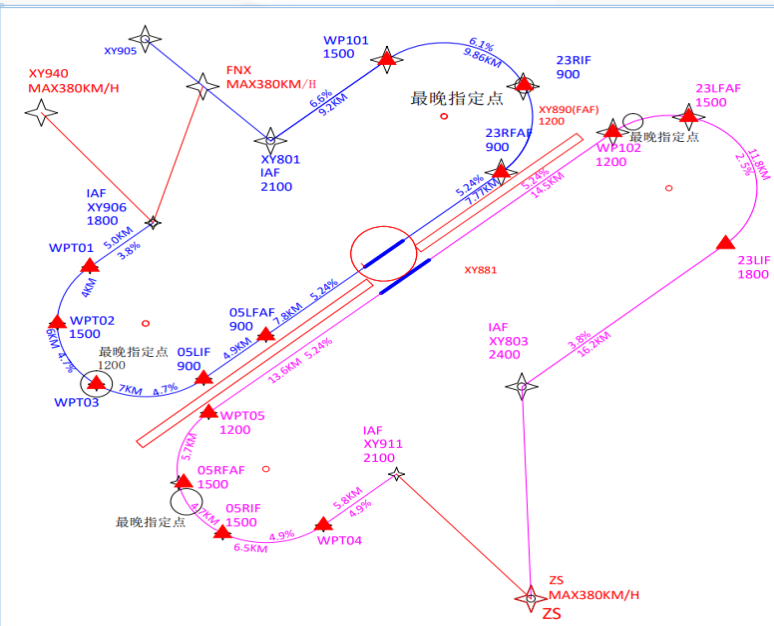 XY905
XY940
MAX380KM/H
FNX
MAX380KM/H
WP101
1500
6.1%
9.86KM
23RIF
900
6.6%
9.2KM
最晚指定点
XY890(FAF)
1200
23LFAF
1500
XY801
IAF
2100
23RFAF
900
WP102
1200
最晚指定点
11.8KM
2.5%
IAF
XY906
1800
5.0KM
3.8%
5.24%
7.77KM
5.24%
14.5KM
WPT01
4KM
XY881
23LIF
1800
WPT02
1500
05LFAF
900
7.8KM
5.24%
6KM
4.7%
最晚指定点
1200
05LIF
900
4.9KM
4.9%
IAF
XY803
2400
3.8%
16.2KM
WPT03
7KM
4.7%
13.6KM
5.24%
WPT05
1200
5.7KM
IAF
XY911
2100
05RFAF
1500
最晚指定点
4.7KM
05RIF
1500
4.9%
6.5KM
5.8KM
4.9%
WPT04
ZS
MAX380KM/H
ZS